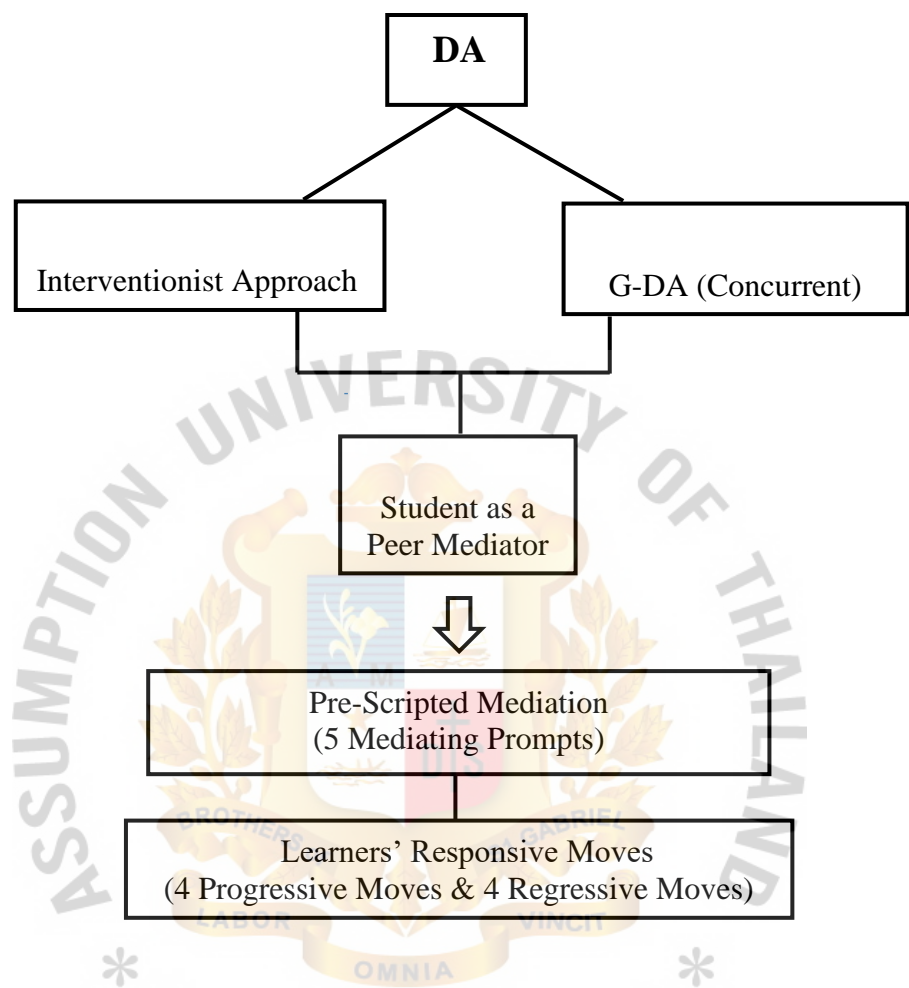 DA
Interventionist Approach
G-DA (Concurrent)
ASSUMPTION UNIVERSITY OF THAILAND
Student as a
Peer Mediator
A M
Pre-Scripted Mediation
(5 Mediating Prompts)
D S
BROTHERS GABRIEL
Learners’ Responsive Moves
(4 Progressive Moves & 4 Regressive Moves)
LABOR VINCIT
OMNIA